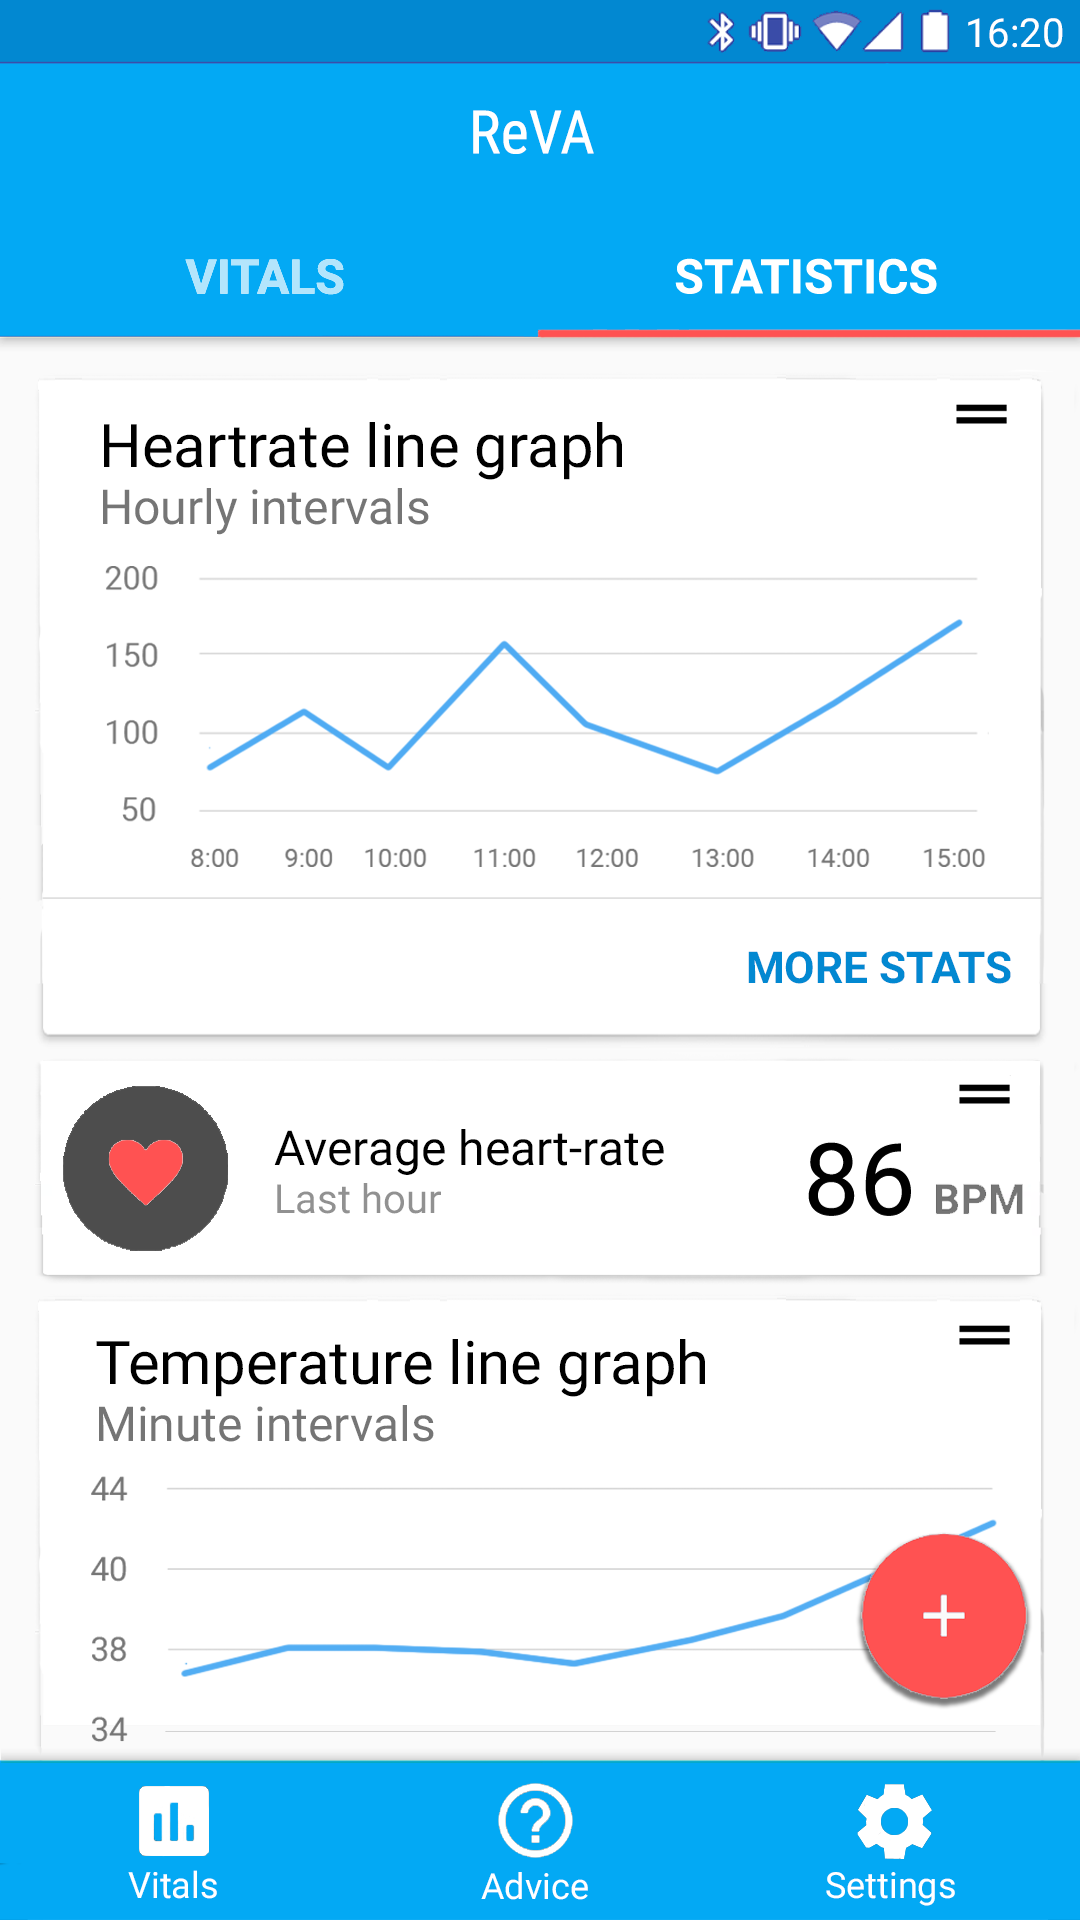 16:20
ReVA
VITALS STATISTICS
Heartrate line graph
Hourly intervals
200
150
100
50
8:00 9:00 10:00 11:00 12:00 13:00 14:00 15:00
MORE STATS
Average heart-rate
Last hour
86 BPM
Temperature line graph
Minute intervals
44
40
38
34
Vitals Advice Settings